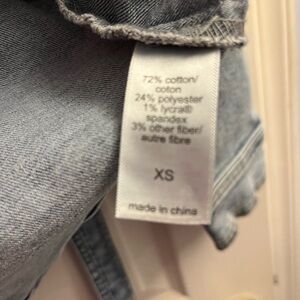 72% cotton/
coton
24% polyester
1% lycra®
spandex
3% other fiber/
autre fibre
XS
made in china